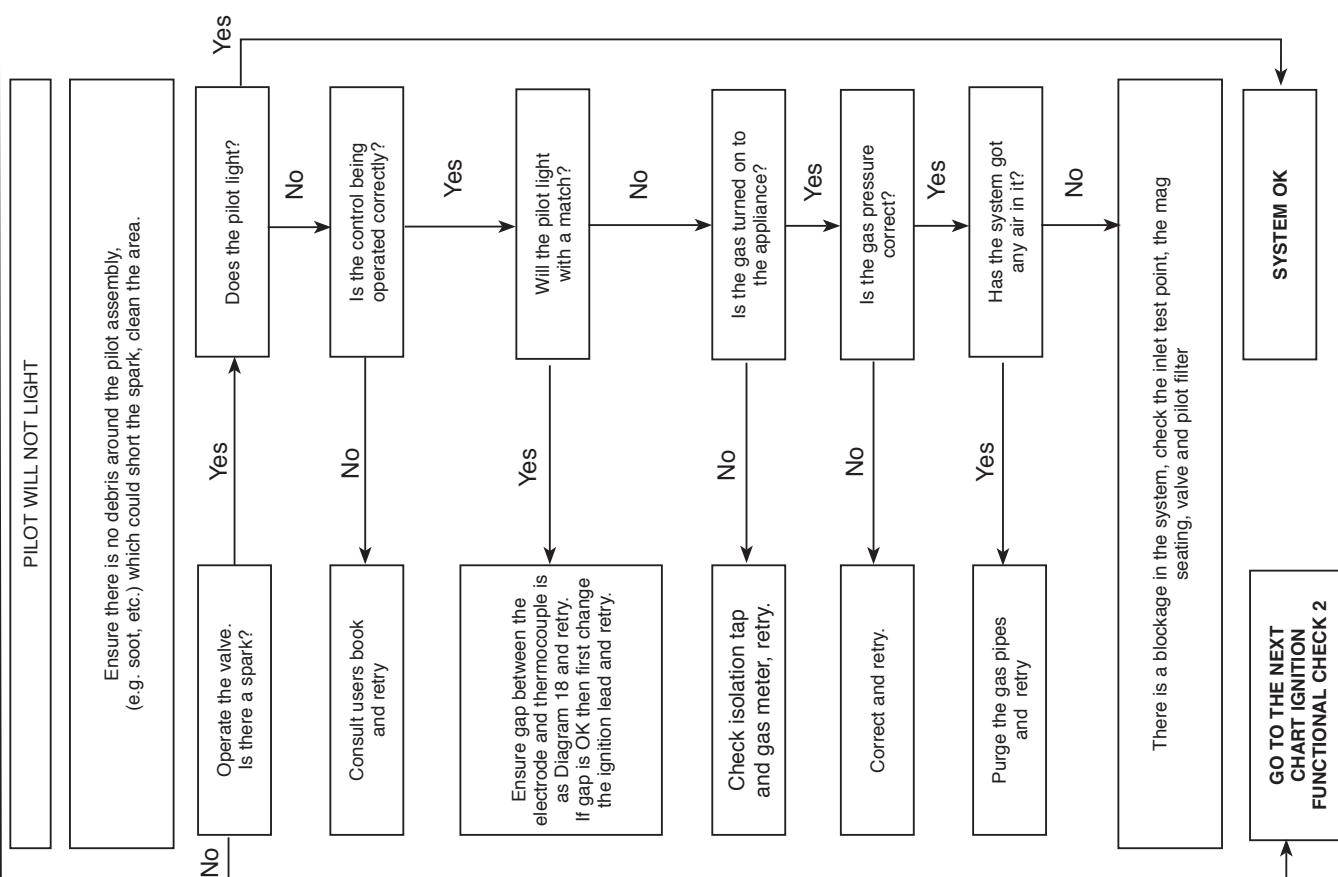 PILOT WILL NOT LIGHT
Ensure there is no debris around the pilot assembly,
(e.g. soot, etc.) which could short the spark, clean the area.
No
Operate the valve.
Is there a spark?
Yes
Does the pilot light?
Yes
No
Is the control being
operated correctly?
No
Consult users book
and retry
Yes
Will the pilot light
with a match?
Yes
Ensure gap between the
electrode and thermocouple is
as Diagram 18 and retry.
If gap is OK then first change
the ignition lead and retry.
No
Is the gas turned on to
the appliance?
No
Check isolation tap
and gas meter, retry.
Yes
Is the gas pressure
correct?
No
Correct and retry.
Yes
Has the system got
any air in it?
Yes
Purge the gas pipes
and retry
No
There is a blockage in the system, check the inlet test point, the mag
seating, valve and pilot filter
GO TO THE NEXT
CHART IGNITION
FUNCTIONAL CHECK 2
SYSTEM OK